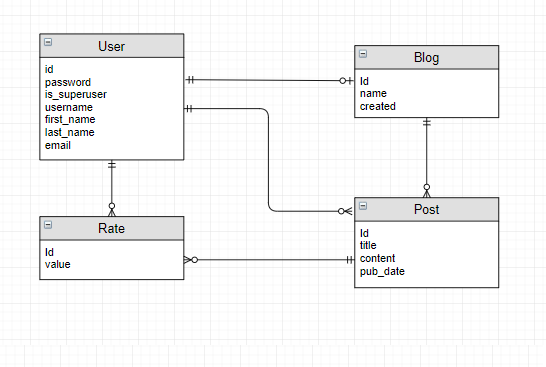 User
id
password
is_superuser
username
first_name
last_name
email
Blog
Id
name
created
Rate
Id
value
Post
Id
title
content
pub_date